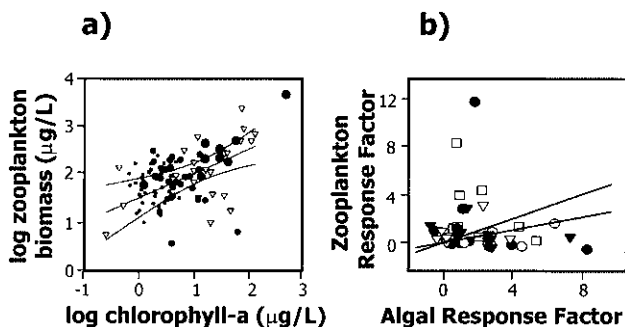 a)
b)
log zooplankton
biomass (µg/L)
4
3
2
1
0
-1
0
1
2
3
log chlorophyll-a (µg/L)
Zooplankton
Response Factor
12
8
4
0
0
4
8
Algal Response Factor